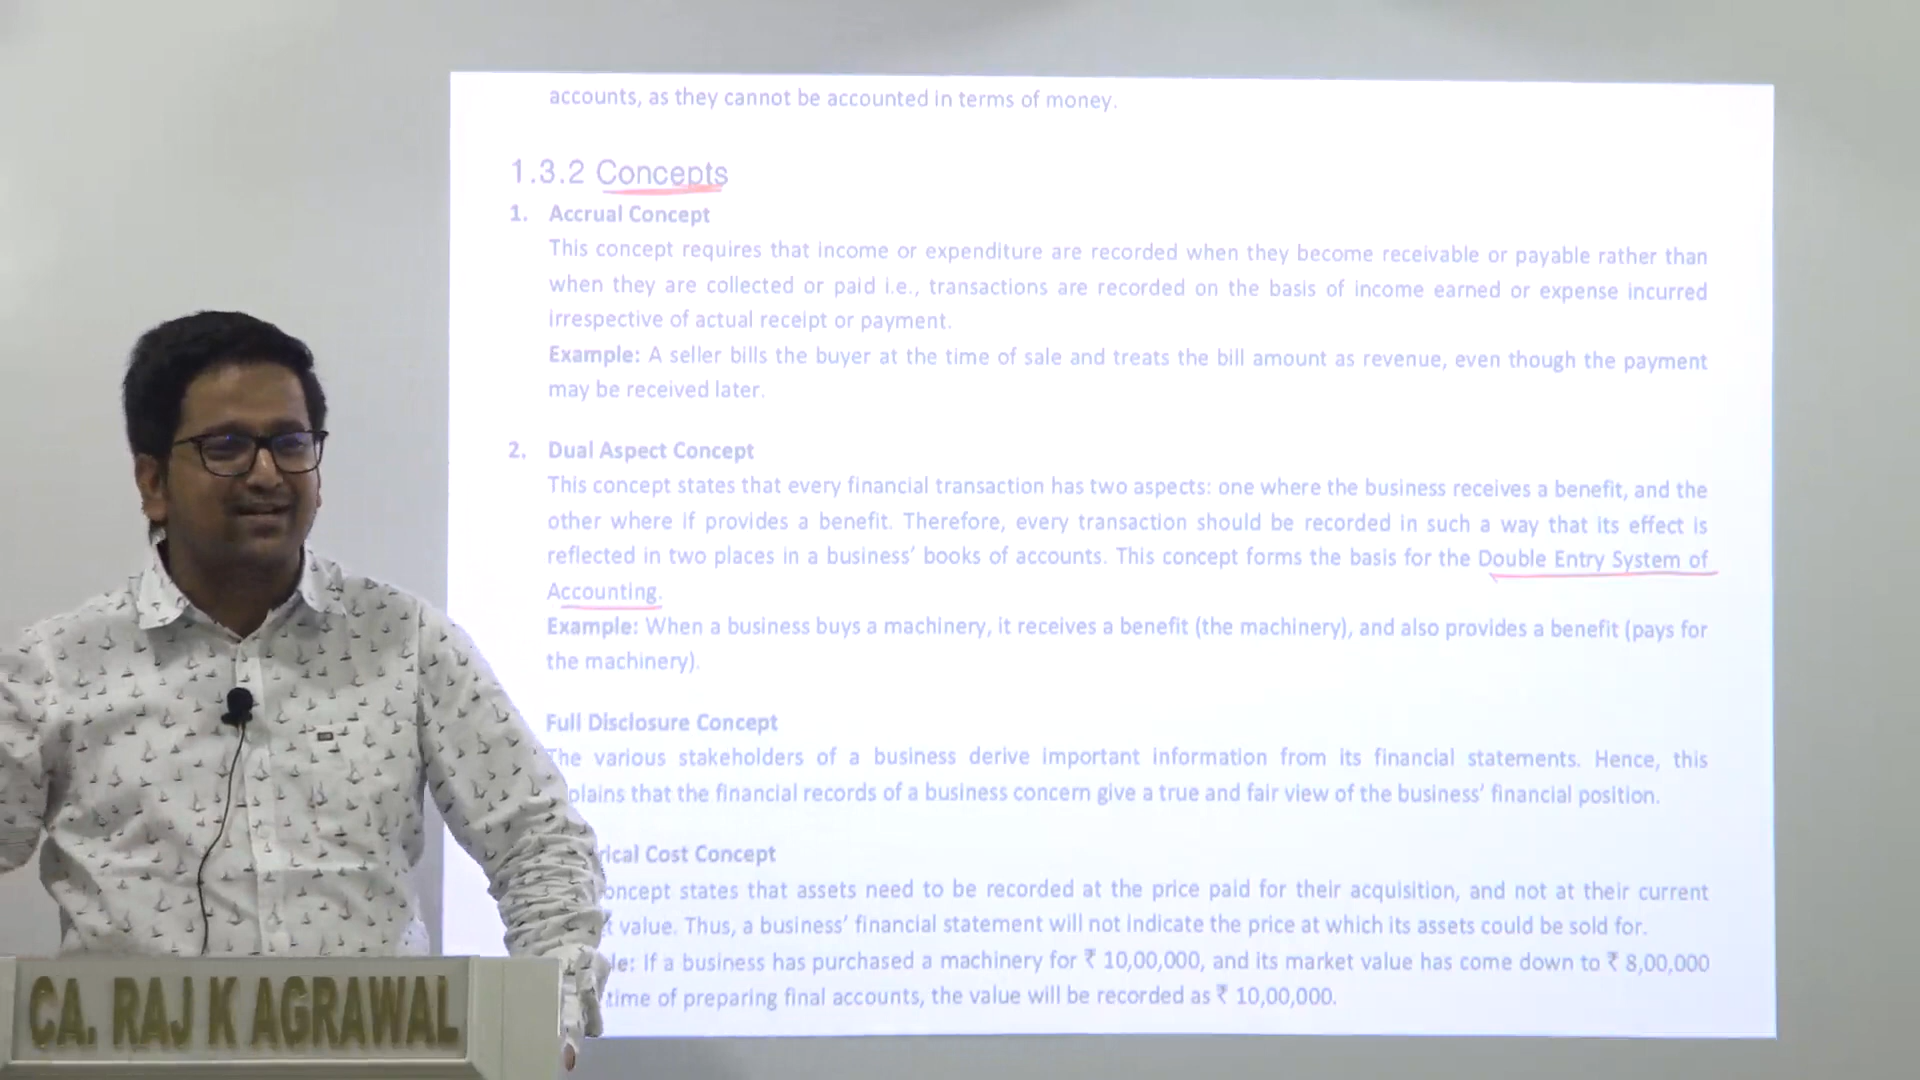 accounts, as they cannot be accounted in terms of money.
1.3.2 Concepts
1. Accrual Concept
This concept requires that income or expenditure are recorded when they become receivable or payable rather than
when they are collected or paid i.e., transactions are recorded on the basis of income earned or expense incurred
irrespective of actual receipt or payment.
Example: A seller bills the buyer at the time of sale and treats the bill amount as revenue, even though the payment
may be received later.
2. Dual Aspect Concept
This concept states that every financial transaction has two aspects: one where the business receives a benefit, and the
other where if provides a benefit. Therefore, every transaction should be recorded in such a way that its effect is
reflected in two places in a business’ books of accounts. This concept forms the basis for the Double Entry System of
Accounting.
Example: When a business buys a machinery, it receives a benefit (the machinery), and also provides a benefit (pays for
the machinery).
Full Disclosure Concept
The various stakeholders of a business derive important information from its financial statements. Hence, this
plains that the financial records of a business concern give a true and fair view of the business’ financial position.
rical Cost Concept
oncept states that assets need to be recorded at the price paid for their acquisition, and not at their current
t value. Thus, a business’ financial statement will not indicate the price at which its assets could be sold for.
le: If a business has purchased a machinery for ₹ 10,00,000, and its market value has come down to ₹ 8,00,000
time of preparing final accounts, the value will be recorded as ₹ 10,00,000.
CA. RAJ K AGRAWAL